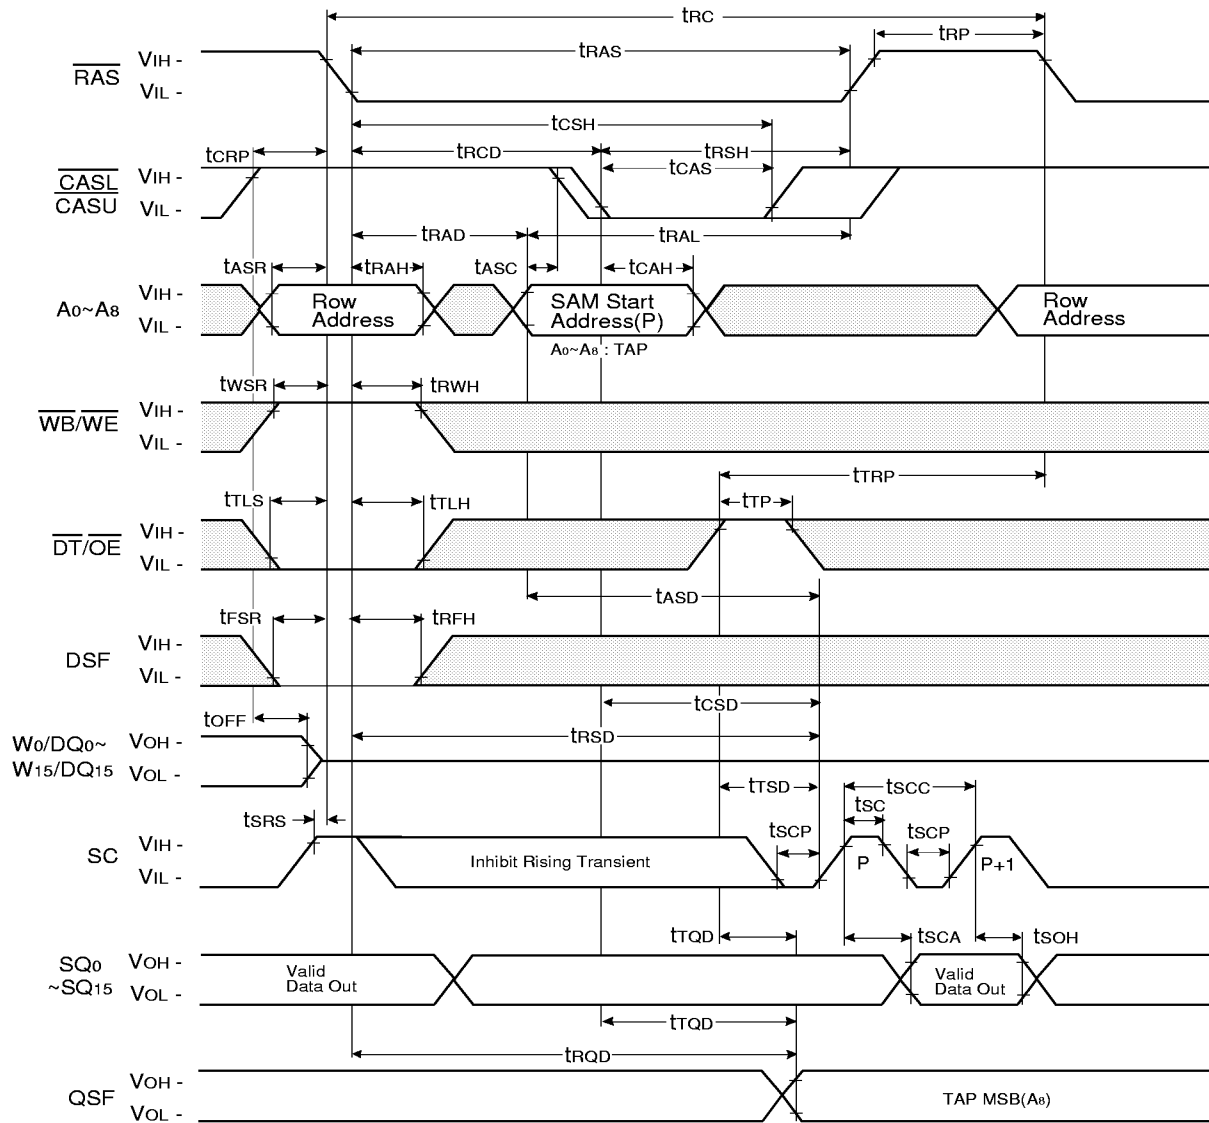 tRC
tRP
tRAS
RAS
VIH -
VIL -
tCSH
tCRP
tRCD
tRSH
tCAS
CASL
CASU
VIH -
VIL -
tRAD
tRAL
tASR
tRAH
tASC
tCAH
A0~A8
VIH -
VIL -
Row
Address
SAM Start
Address(P)
A0~A8 : TAP
Row
Address
tWSR
tRWH
WB/WE
VIH -
VIL -
tTRP
tTLS
tTLH
tTP
DT/OE
VIH -
VIL -
tASD
tFSR
tRFH
DSF
VIH -
VIL -
tCSD
tOFF
tRSD
W0/DQ0~
W15/DQ15
VOH -
VOL -
tTSD
tSCC
tSC
tSRS
tSCP
tSCP
SC
VIH -
VIL -
Inhibit Rising Transient
P
P+1
tTQD
tSCA
tSOH
SQ0
~SQ15
VOH -
VOL -
Valid
Data Out
Valid
Data Out
tTQD
tRQD
QSF
VOH -
VOL -
TAP MSB(A8)